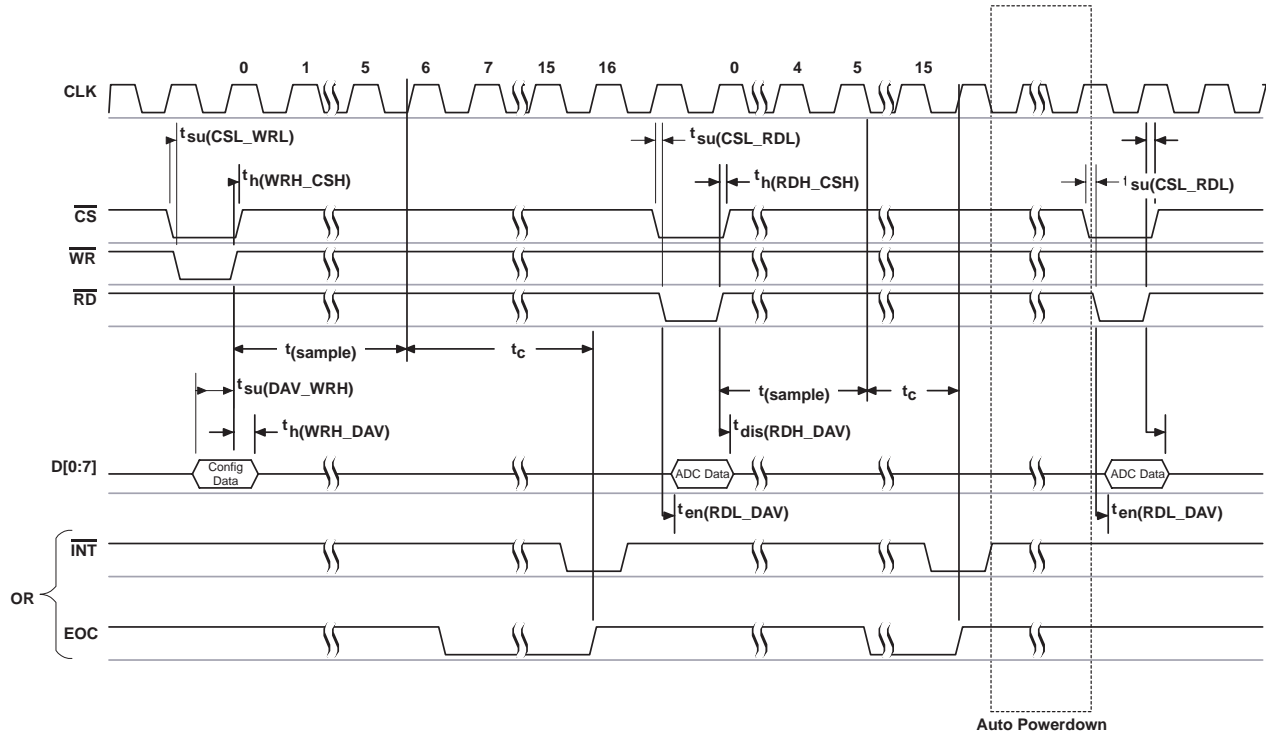 0 1 5 6 7 15 16 0 4 5 15
CLK
tsu(CSL_WRL) tsu(CSL_RDL)
th(WRH_CSH) th(RDH_CSH) tsu(CSL_RDL)
CS
WR
RD
t(sample) tc
tsu(DAV_WRH) t(sample) tc
th(WRH_DAV) tdis(RDH_DAV)
D[0:7] Config Data ADC Data ADC Data
ten(RDL_DAV) ten(RDL_DAV)
INT
OR
EOC
Auto Powerdown